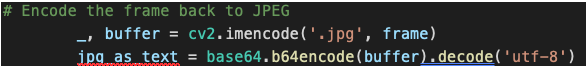 # Encode the frame back to JPEG
_, buffer = cv2.imencode('.jpg', frame)
jpg_as_text = base64.b64encode(buffer).decode('utf-8')